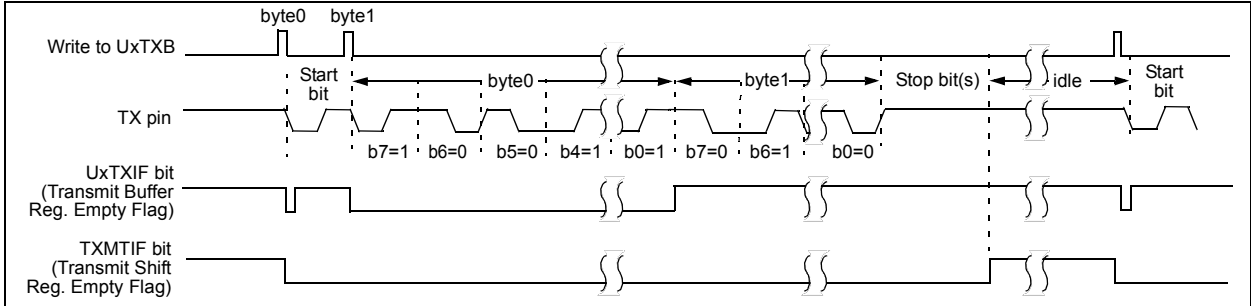 byte0 byte1
Write to UxTXB
Start bit
byte0
byte1
Stop bit(s)
idle
Start bit
TX pin
b7=1 b6=0 b5=0 b4=1 b0=1 b7=0 b6=1 b0=0
UxTXIF bit
(Transmit Buffer
Reg. Empty Flag)
TXMTIF bit
(Transmit Shift
Reg. Empty Flag)